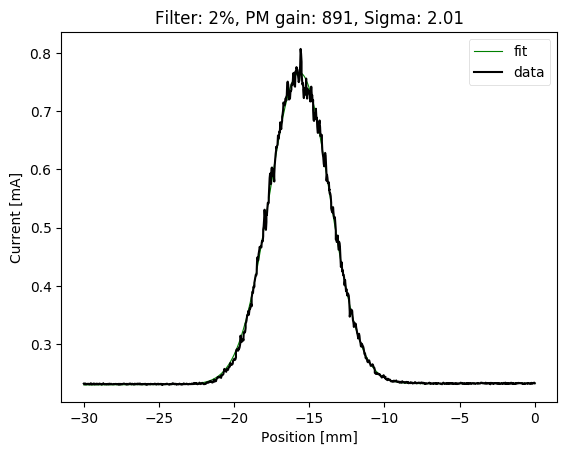 Filter: 2%, PM gain: 891, Sigma: 2.01
fit
data
0.8
0.7
0.6
0.5
0.4
0.3
Current [mA]
−30
−25
−20
−15
−10
−5
0
Position [mm]